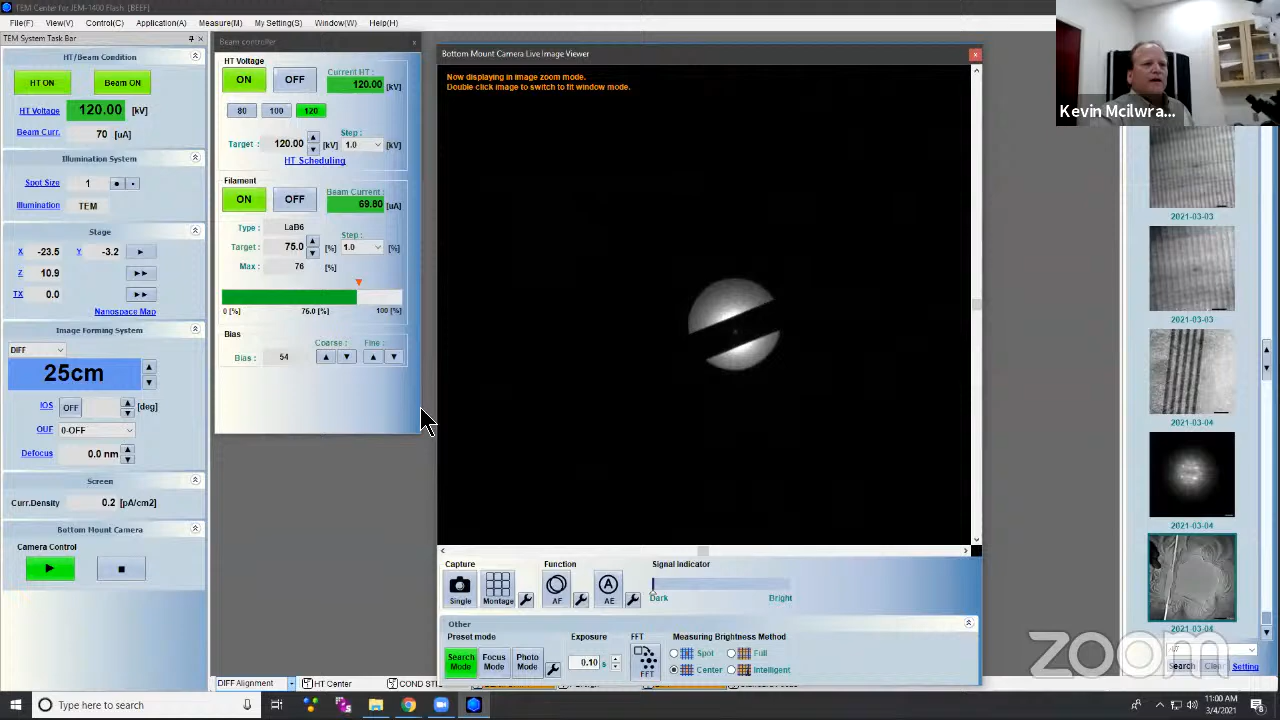 TEM Center for JEM-1400 Flash [BEEF]
File(F) View(V)
Measure(M) My Setting(U)
Window(W) Help(H)
TEM System Task Bar
HT/Beam Condition
HT ON Beam ON
HT Voltage 120.00 [kV]
Beam Curr. 70 [uA]
Illumination System
Spot Size 1
Illumination TEM
Stage
X -23.5 Y -3.2
Z 10.9
TX 0.0
Nanospace Map
Image Forming System
DIFF
25cm
IOS OFF [deg]
OUF 0-OFF
Defocus 0.0 nm
Screen
Curr.Density 0.2 [pA/cm2]
Bottom Mount Camera
Camera Control
Beam controller
HT Voltage
ON OFF Current HT: 120.00 [kV]
80 100 120
Target : 120.00 [kV] Step : 1.0 [kV]
HT Scheduling
Filament
ON OFF Beam Current : 69.80 [uA]
Type : LaB6
Target : 75.0 [%] Step : 1.0 [%]
Max : 76 [%]
0 [%] 75.0 [%] 100 [%]
Bias
Coarse : Fine :
Bias : 54
Bottom Mount Camera Live Image Viewer
Now displaying in image zoom mode.
Double click image to switch to fit window mode.
Capture Function Signal Indicator
Single Montage AF AE
Dark Bright
Other
Preset mode Exposure FFT Measuring Brightness Method
Search Mode Focus Mode Photo Mode
0.10 s
FFT
Spot Full
Center Intelligent
Kevin Mcilwra...
2021-03-03
2021-03-03
2021-03-04
2021-03-04
2021-03-04
Search Clear Setting
zoom
DIFF Alignment HT Center
Type here to search
11:00 AM
3/4/2021
8